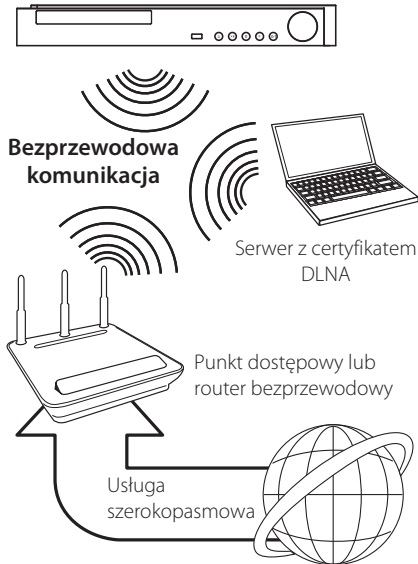 Bezprzewodowa
komunikacja
Serwer z certyfikatem
DLNA
Punkt dostępowy lub
router bezprzewodowy
Usługa
szerokopasmowa